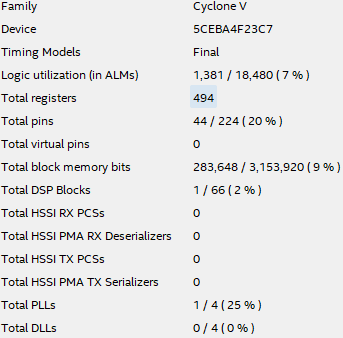 Family Cyclone V
Device 5CEBA4F23C7
Timing Models Final
Logic utilization (in ALMs) 1,381 / 18,480 ( 7 % )
Total registers 494
Total pins 44 / 224 ( 20 % )
Total virtual pins 0
Total block memory bits 283,648 / 3,153,920 ( 9 % )
Total DSP Blocks 1 / 66 ( 2 % )
Total HSSI RX PCSs 0
Total HSSI PMA RX Deserializers 0
Total HSSI TX PCSs 0
Total HSSI PMA TX Serializers 0
Total PLLs 1 / 4 ( 25 % )
Total DLLs 0 / 4 ( 0 % )